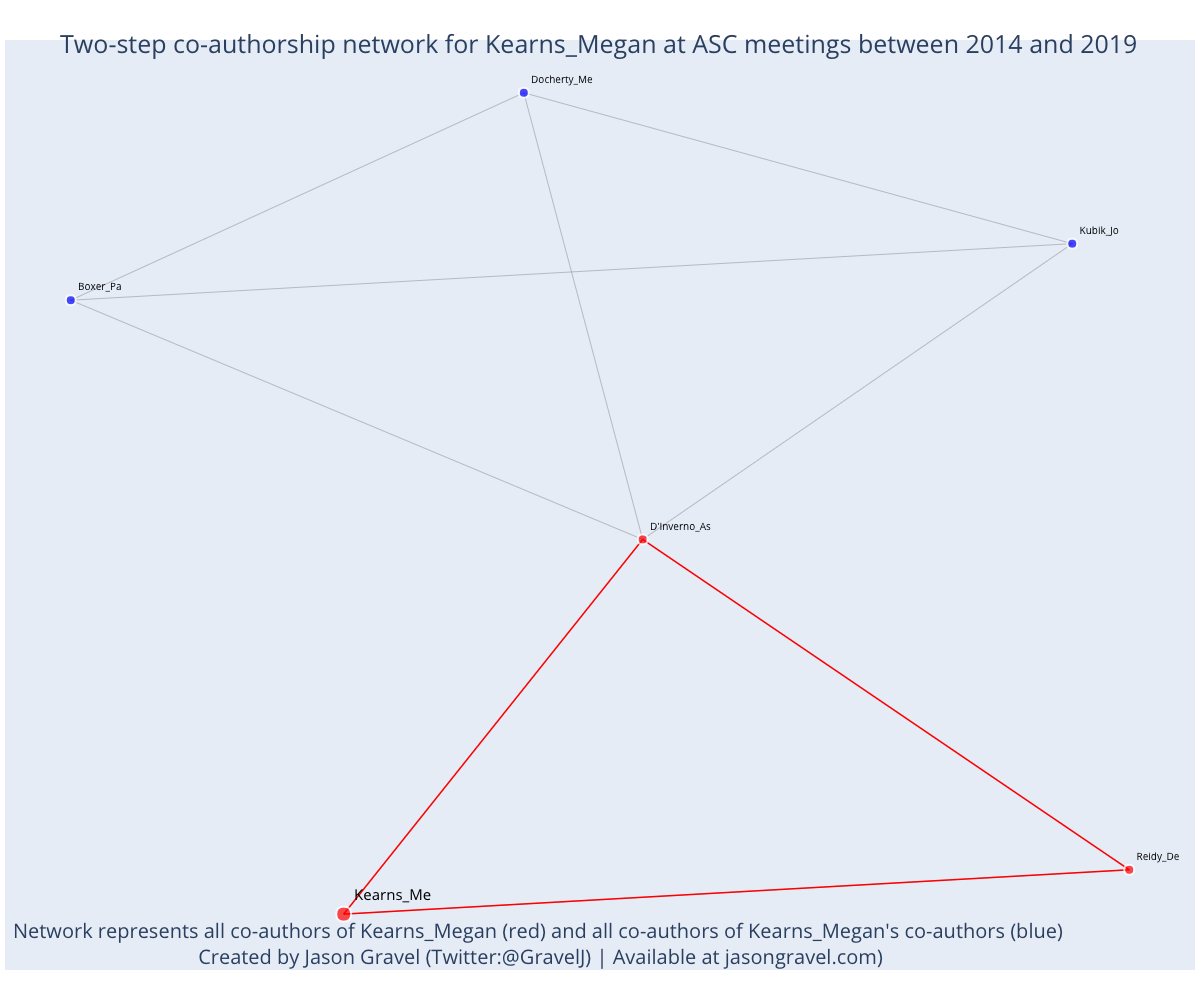 Two-step co-authorship network for Kearns_Megan at ASC meetings between 2014 and 2019
Docherty_Me
Kubik_Jo
Boxer_Pa
D'Inverno_As
Reidy_De
Kearns_Me
Network represents all co-authors of Kearns_Megan (red) and all co-authors of Kearns_Megan's co-authors (blue)
Created by Jason Gravel (Twitter:@GravelJ) | Available at jasongravel.com)